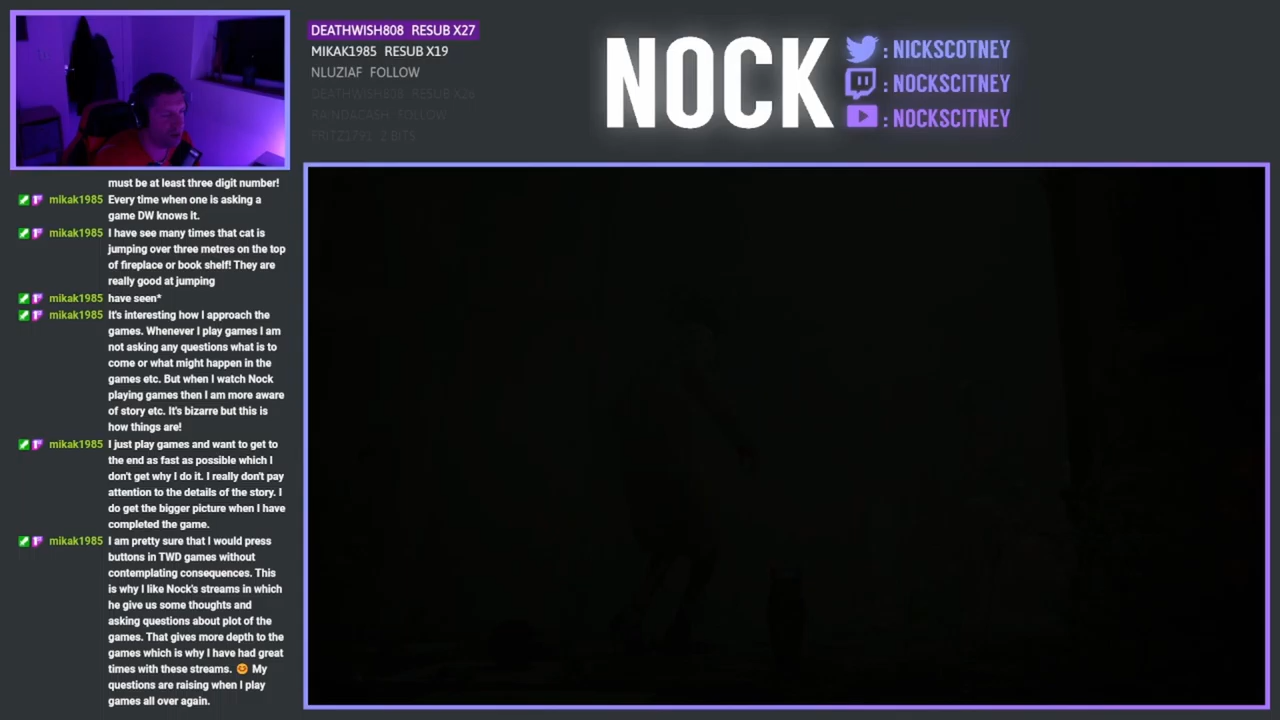 DEATHWISH808 RESUB X27
MIKAK1985 RESUB X19
NLUZIAF FOLLOW
DEATHWISH808 RESUB X26
RAINDACASH FOLLOW
FRITZ1791 2 BITS
NOCK
: NICKSCOTNEY
: NOCKSCITNEY
: NOCKSCITNEY
must be at least three digit number!
mikak1985 Every time when one is asking a
game DW knows it.
mikak1985 I have see many times that cat is
jumping over three metres on the top
of fireplace or book shelf! They are
really good at jumping
mikak1985 have seen*
mikak1985 It's interesting how I approach the
games. Whenever I play games I am
not asking any questions what is to
come or what might happen in the
games etc. But when I watch Nock
playing games then I am more aware
of story etc. It's bizarre but this is
how things are!
mikak1985 I just play games and want to get to
the end as fast as possible which I
don't get why I do it. I really don't pay
attention to the details of the story. I
do get the bigger picture when I have
completed the game.
mikak1985 I am pretty sure that I would press
buttons in TWD games without
contemplating consequences. This
is why I like Nock's streams in which
he give us some thoughts and
asking questions about plot of the
games. That gives more depth to the
games which is why I have had great
times with these streams. 😊 My
questions are raising when I play
games all over again.